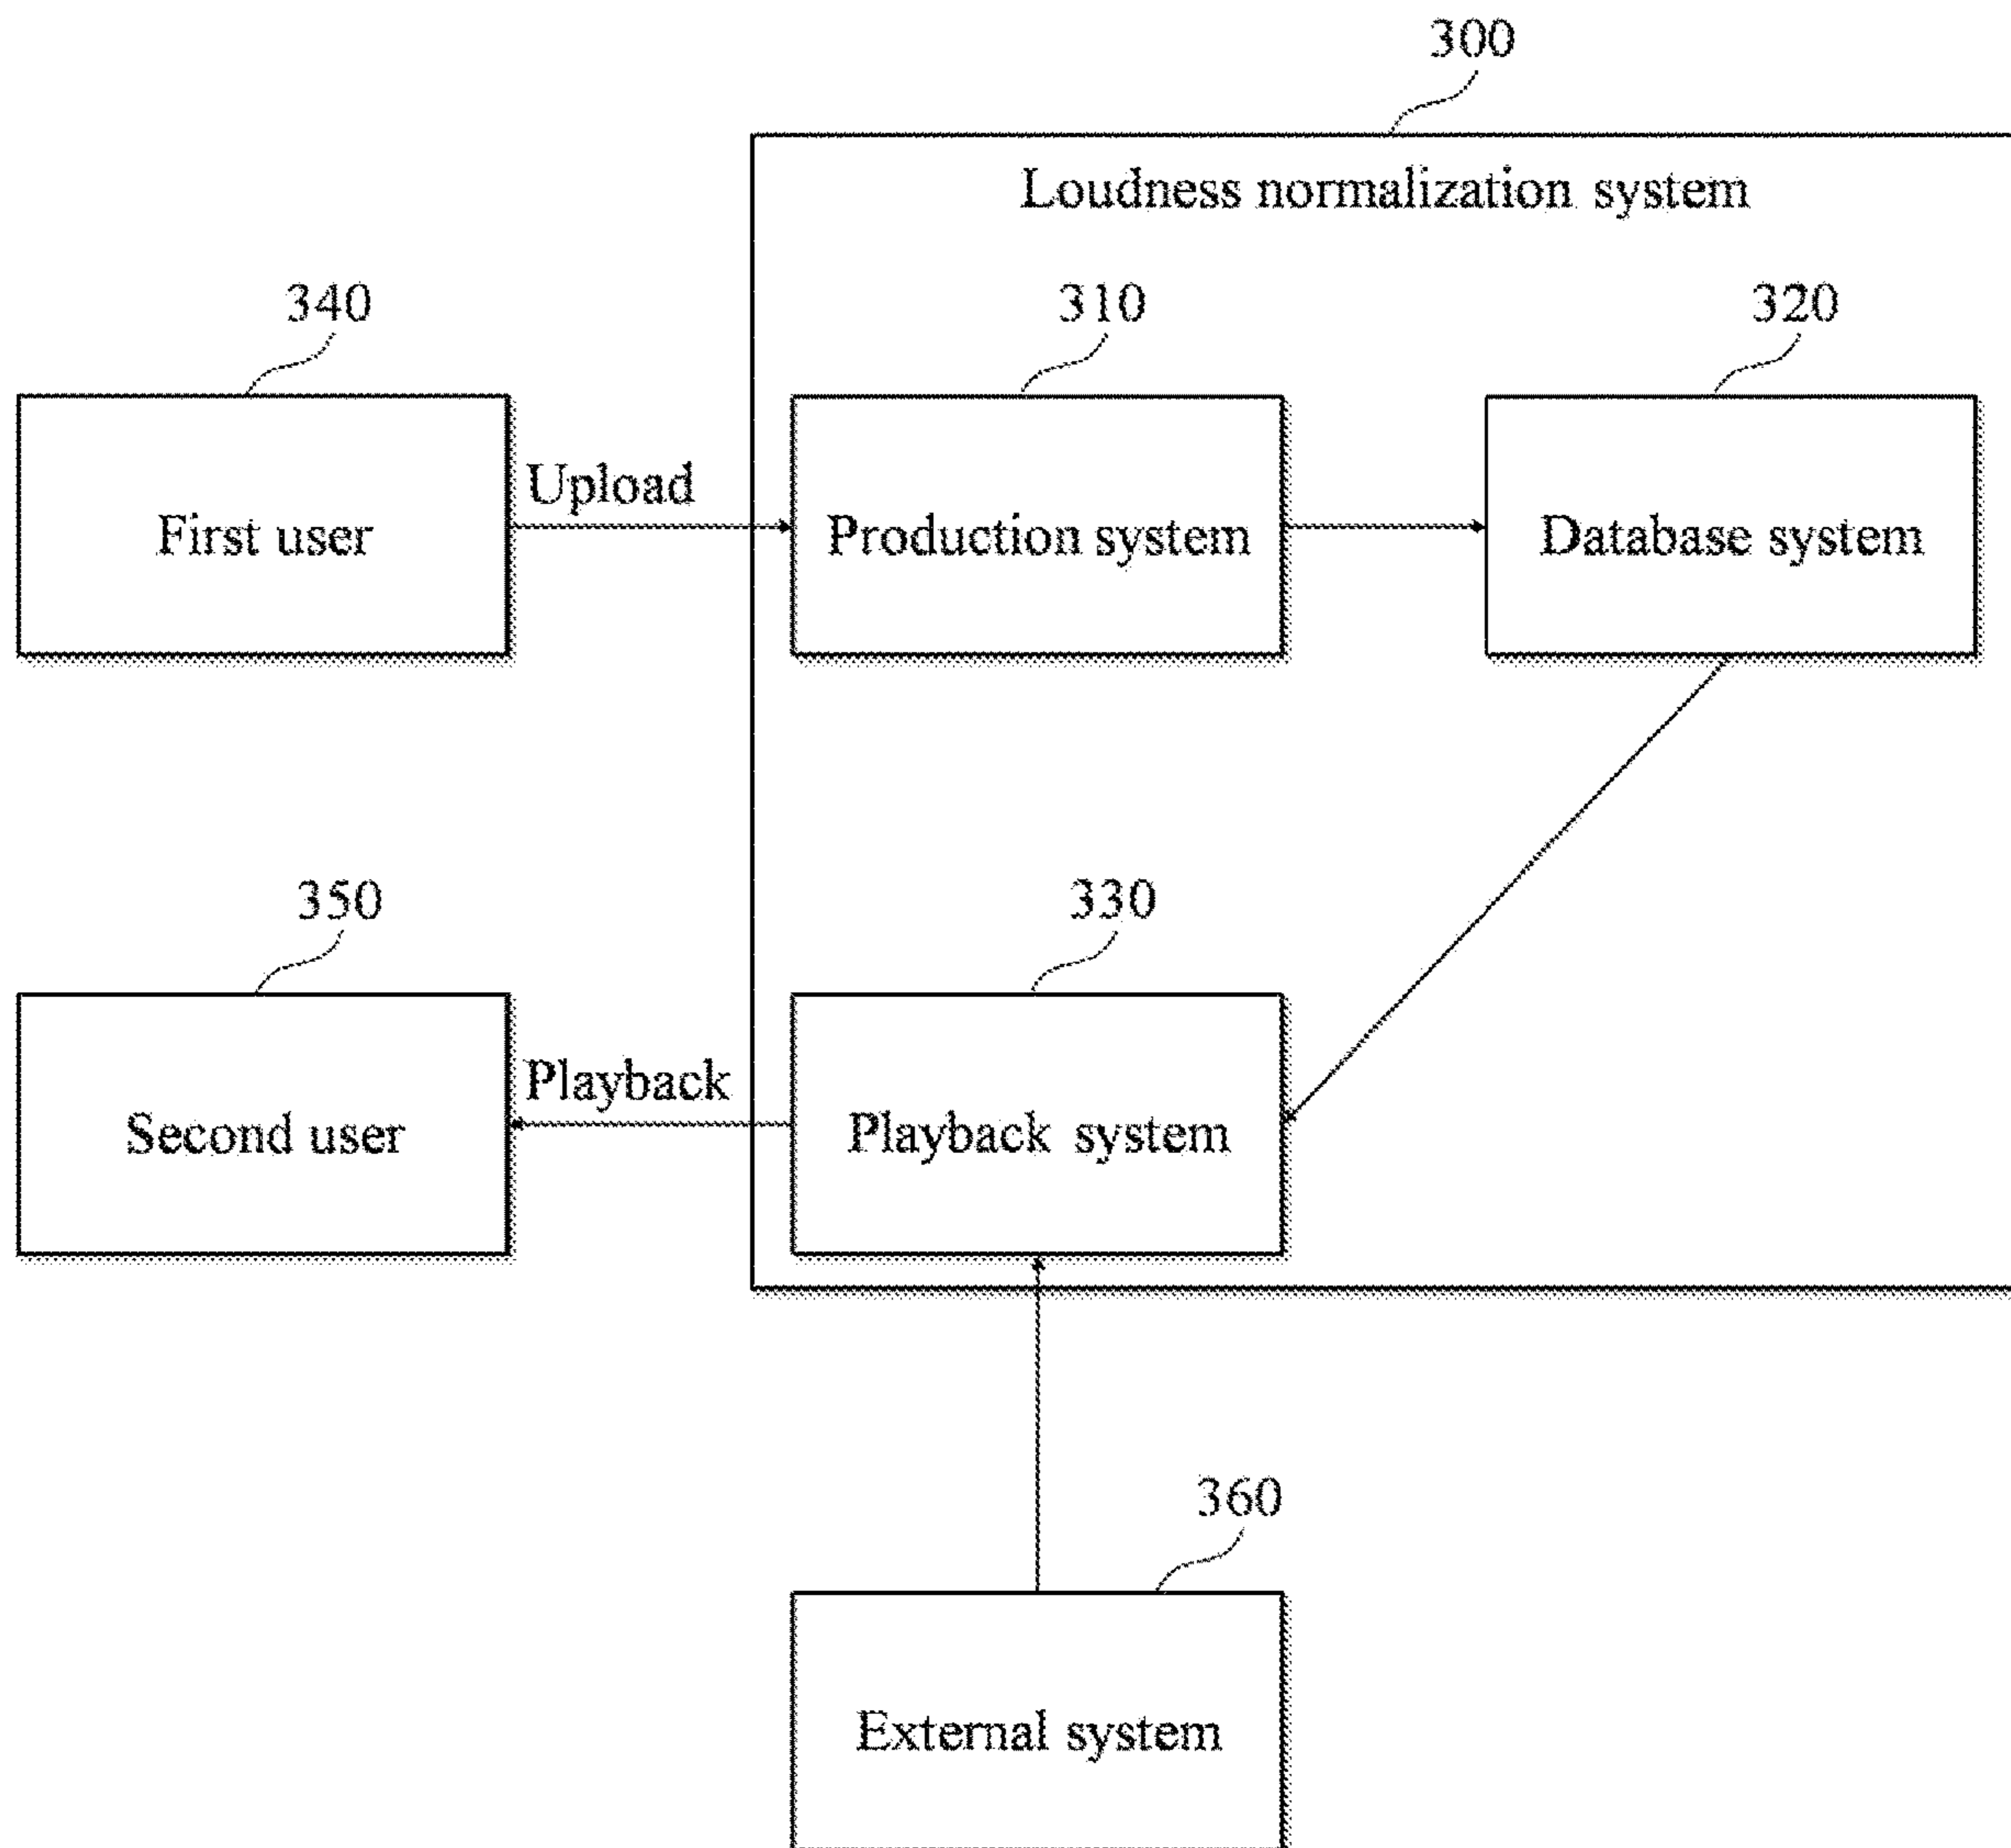 300
Loudness normalization system
340
310
320
First user
Upload
Production system
Database system
350
330
Second user
Playback
Playback system
360
External system